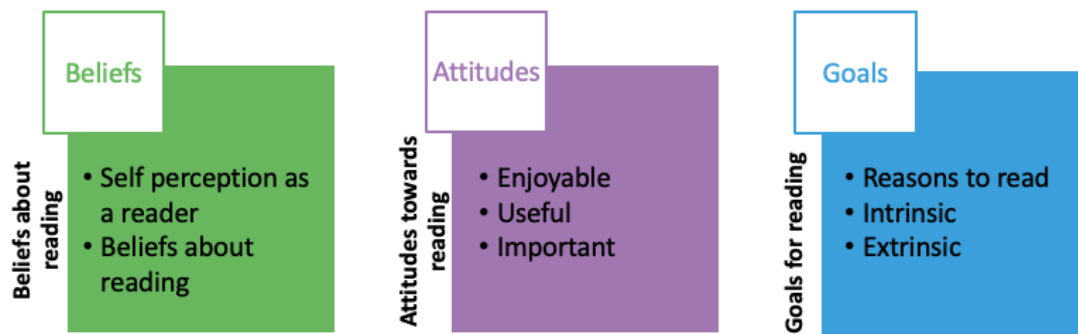 Beliefs
Beliefs about
reading
• Self perception as
a reader
• Beliefs about
reading
Attitudes
Attitudes towards
reading
• Enjoyable
• Useful
• Important
Goals
Goals for reading
• Reasons to read
• Intrinsic
• Extrinsic